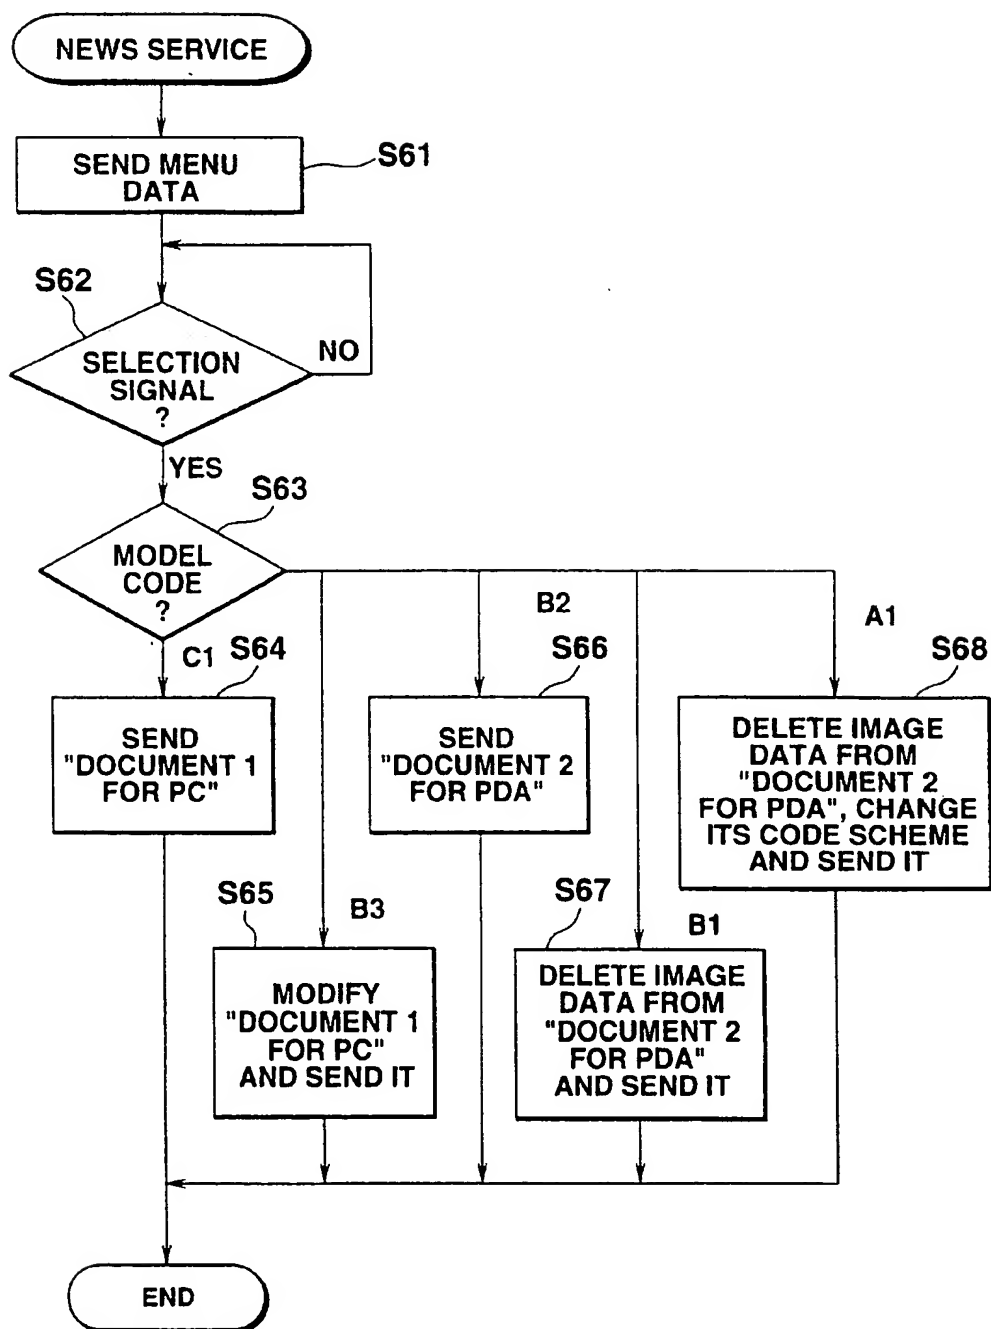 NEWS SERVICE
SEND MENU
DATA
S61
S62
SELECTION
SIGNAL
?
NO
YES
S63
MODEL
CODE
?
C1
S64
SEND
"DOCUMENT 1
FOR PC"
B3
S65
MODIFY
"DOCUMENT 1
FOR PC"
AND SEND IT
B2
S66
SEND
"DOCUMENT 2
FOR PDA"
B1
S67
DELETE IMAGE
DATA FROM
"DOCUMENT 2
FOR PDA"
AND SEND IT
A1
S68
DELETE IMAGE
DATA FROM
"DOCUMENT 2
FOR PDA", CHANGE
ITS CODE SCHEME
AND SEND IT
END